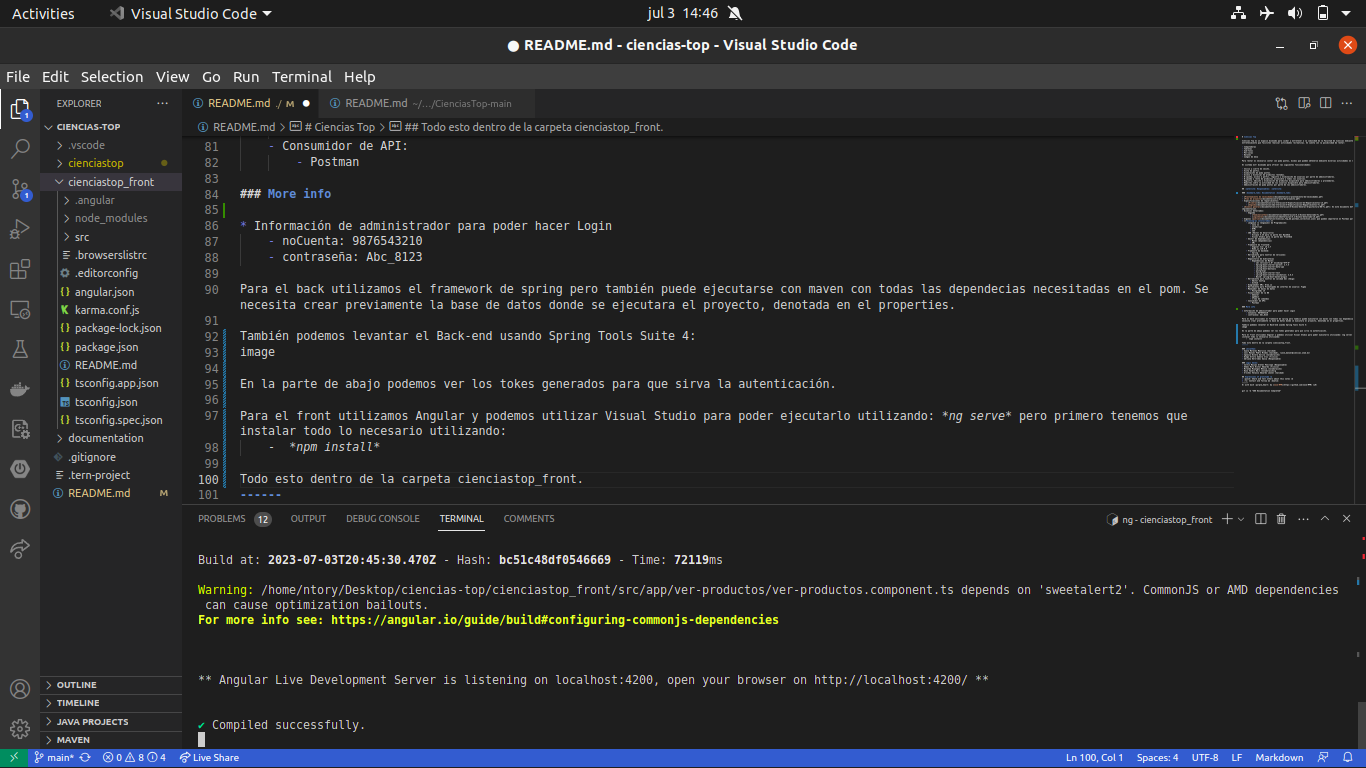 Activities
Visual Studio Code
jul 3 14:46
README.md - ciencias-top - Visual Studio Code
File Edit Selection View Go Run Terminal Help
EXPLORER
README.md ./ M
README.md ~/.../CienciasTop-main
CIENCIAS-TOP
README.md > # Ciencias Top > ## Todo esto dentro de la carpeta cienciastop_front.
.vscode
cienciastop
cienciastop_front
.angular
node_modules
src
.browserslistrc
.editorconfig
angular.json
karma.conf.js
package-lock.json
package.json
README.md
tsconfig.app.json
tsconfig.json
tsconfig.spec.json
documentation
.gitignore
.tern-project
README.md M
OUTLINE
TIMELINE
JAVA PROJECTS
MAVEN
81 - Consumidor de API:
82 - Postman
83
84 ### More info
85
86 * Información de administrador para poder hacer Login
87 - noCuenta: 9876543210
88 - contraseña: Abc_8123
89
90 Para el back utilizamos el framework de spring pero también puede ejecutarse con maven con todas las dependecias necesitadas en el pom. Se
necesita crear previamente la base de datos donde se ejecutara el proyecto, denotada en el properties.
91
92 También podemos levantar el Back-end usando Spring Tools Suite 4:
93 image
94
95 En la parte de abajo podemos ver los tokes generados para que sirva la autenticación.
96
97 Para el front utilizamos Angular y podemos utilizar Visual Studio para poder ejecutarlo utilizando: *ng serve* pero primero tenemos que
instalar todo lo necesario utilizando:
98 - *npm install*
99
100 Todo esto dentro de la carpeta cienciastop_front.
101 ------
PROBLEMS 12 OUTPUT DEBUG CONSOLE TERMINAL COMMENTS
ng - cienciastop_front
Build at: 2023-07-03T20:45:30.470Z - Hash: bc51c48df0546669 - Time: 72119ms
Warning: /home/ntory/Desktop/ciencias-top/cienciastop_front/src/app/ver-productos/ver-productos.component.ts depends on 'sweetalert2'. CommonJS or AMD dependencies
can cause optimization bailouts.
For more info see: https://angular.io/guide/build#configuring-commonjs-dependencies
** Angular Live Development Server is listening on localhost:4200, open your browser on http://localhost:4200/ **
✔ Compiled successfully.
main* 0 8 4 Live Share
Ln 100, Col 1 Spaces: 4 UTF-8 LF Markdown